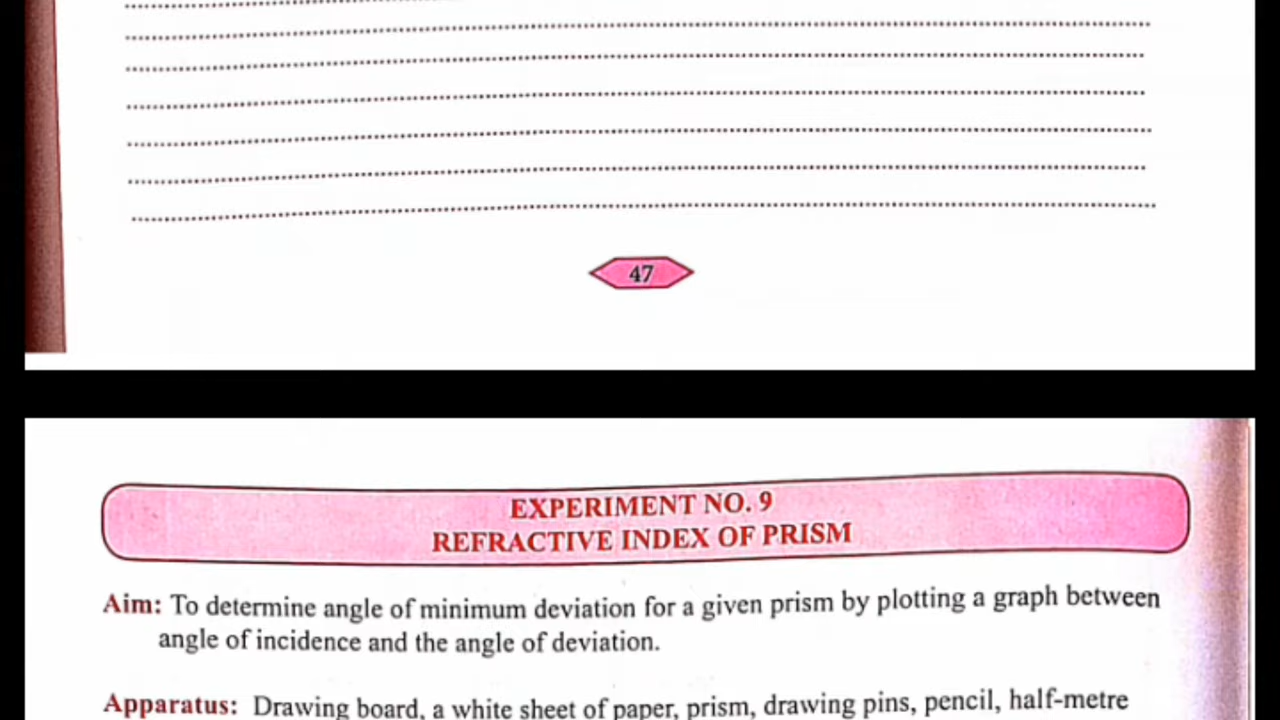 47
EXPERIMENT NO. 9
REFRACTIVE INDEX OF PRISM
Aim: To determine angle of minimum deviation for a given prism by plotting a graph between
angle of incidence and the angle of deviation.
Apparatus: Drawing board, a white sheet of paper, prism, drawing pins, pencil, half-metre